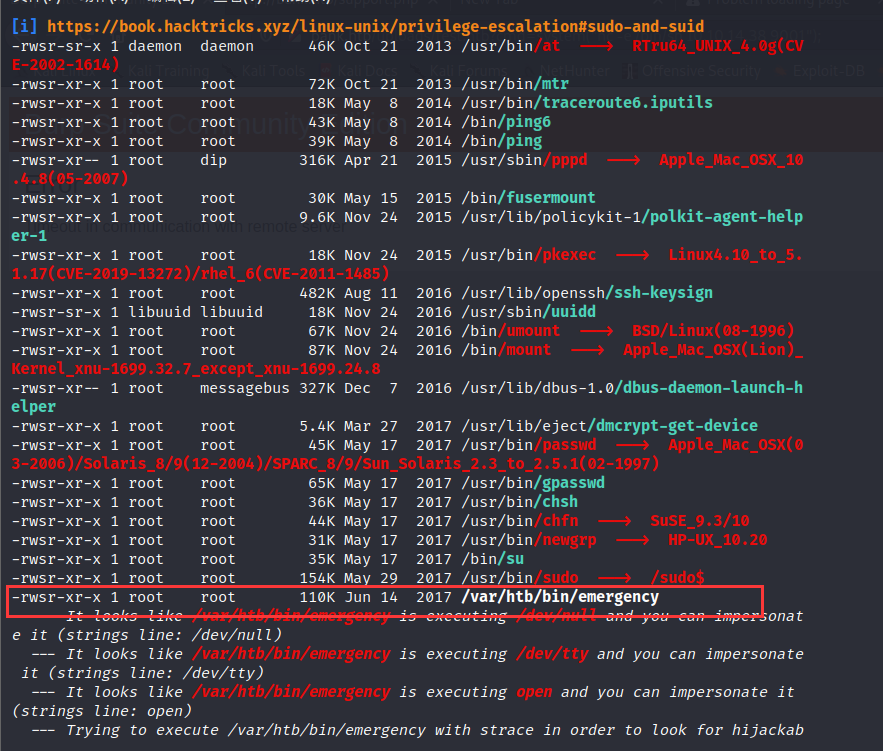 [i] https://book.hacktricks.xyz/linux-unix/privilege-escalation#sudo-and-suid
-rwsr-sr-x 1 daemon daemon 46K Oct 21 2013 /usr/bin/at ---> RTru64_UNIX_4.0g(CV
E-2002-1614)
-rwsr-xr-x 1 root root 72K Oct 21 2013 /usr/bin/mtr
-rwsr-xr-x 1 root root 18K May 8 2014 /usr/bin/traceroute6.iputils
-rwsr-xr-x 1 root root 43K May 8 2014 /bin/ping6
-rwsr-xr-x 1 root root 39K May 8 2014 /bin/ping
-rwsr-xr-- 1 root dip 316K Apr 21 2015 /usr/sbin/pppd ---> Apple_Mac_OSX_10
.4.8(05-2007)
-rwsr-xr-x 1 root root 30K May 15 2015 /bin/fusermount
-rwsr-xr-x 1 root root 9.6K Nov 24 2015 /usr/lib/policykit-1/polkit-agent-help
er-1
-rwsr-xr-x 1 root root 18K Nov 24 2015 /usr/bin/pkexec ---> Linux4.10_to_5.
1.17(CVE-2019-13272)/rhel_6(CVE-2011-1485)
-rwsr-xr-x 1 root root 482K Aug 11 2016 /usr/lib/openssh/ssh-keysign
-rwsr-sr-x 1 libuuid libuuid 18K Nov 24 2016 /usr/sbin/uuidd
-rwsr-xr-x 1 root root 67K Nov 24 2016 /bin/umount ---> BSD/Linux(08-1996)
-rwsr-xr-x 1 root root 87K Nov 24 2016 /bin/mount ---> Apple_Mac_OSX(Lion)_
Kernel_xnu-1699.32.7_except_xnu-1699.24.8
-rwsr-xr-- 1 root messagebus 327K Dec 7 2016 /usr/lib/dbus-1.0/dbus-daemon-launch-h
elper
-rwsr-xr-x 1 root root 5.4K Mar 27 2017 /usr/lib/eject/dmcrypt-get-device
-rwsr-xr-x 1 root root 45K May 17 2017 /usr/bin/passwd ---> Apple_Mac_OSX(0
3-2006)/Solaris_8/9(12-2004)/SPARC_8/9/Sun_Solaris_2.3_to_2.5.1(02-1997)
-rwsr-xr-x 1 root root 65K May 17 2017 /usr/bin/gpasswd
-rwsr-xr-x 1 root root 36K May 17 2017 /usr/bin/chsh
-rwsr-xr-x 1 root root 44K May 17 2017 /usr/bin/chfn ---> SuSE_9.3/10
-rwsr-xr-x 1 root root 31K May 17 2017 /usr/bin/newgrp ---> HP-UX_10.20
-rwsr-xr-x 1 root root 35K May 17 2017 /bin/su
-rwsr-xr-x 1 root root 154K May 29 2017 /usr/bin/sudo ---> /sudo$
-rwsr-xr-x 1 root root 110K Jun 14 2017 /var/htb/bin/emergency
It looks like /var/htb/bin/emergency is executing /dev/null and you can impersonat
e it (strings line: /dev/null)
--- It looks like /var/htb/bin/emergency is executing /dev/tty and you can impersonate
it (strings line: /dev/tty)
--- It looks like /var/htb/bin/emergency is executing open and you can impersonate it
(strings line: open)
--- Trying to execute /var/htb/bin/emergency with strace in order to look for hijackab